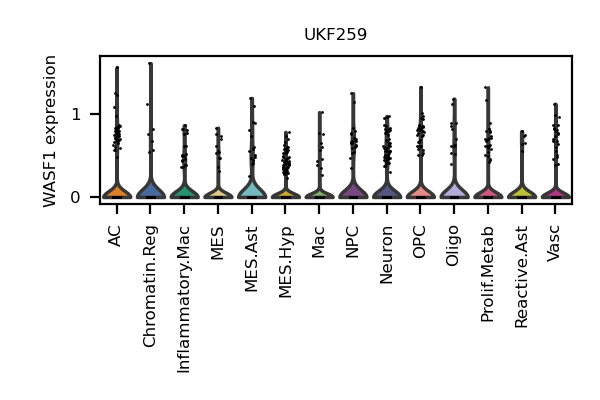 UKF259
WASF1 expression
1
0
AC
Chromatin.Reg
Inflammatory.Mac
MES
MES.Ast
MES.Hyp
Mac
NPC
Neuron
OPC
Oligo
Prolif.Metab
Reactive.Ast
Vasc